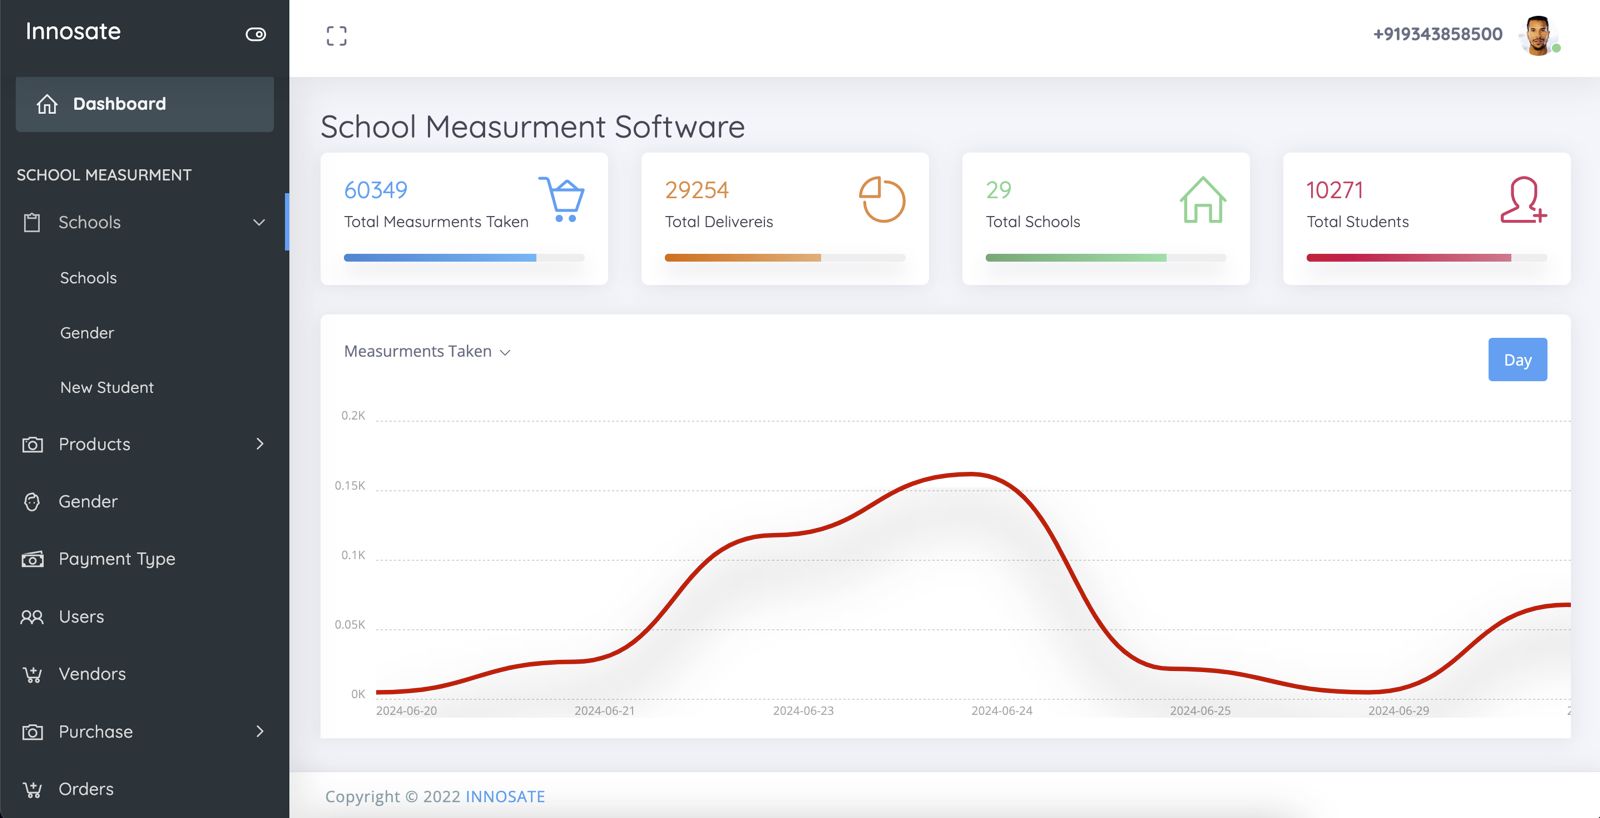 Innosate
+919343858500
Dashboard
SCHOOL MEASURMENT
Schools
Schools
Gender
New Student
Products
Gender
Payment Type
Users
Vendors
Purchase
Orders
School Measurment Software
60349
Total Measurments Taken
29254
Total Delivereis
29
Total Schools
10271
Total Students
Measurments Taken
Day
0.2K
0.15K
0.1K
0.05K
0K
2024-06-20 2024-06-21 2024-06-23 2024-06-24 2024-06-25 2024-06-29
Copyright © 2022 INNOSATE